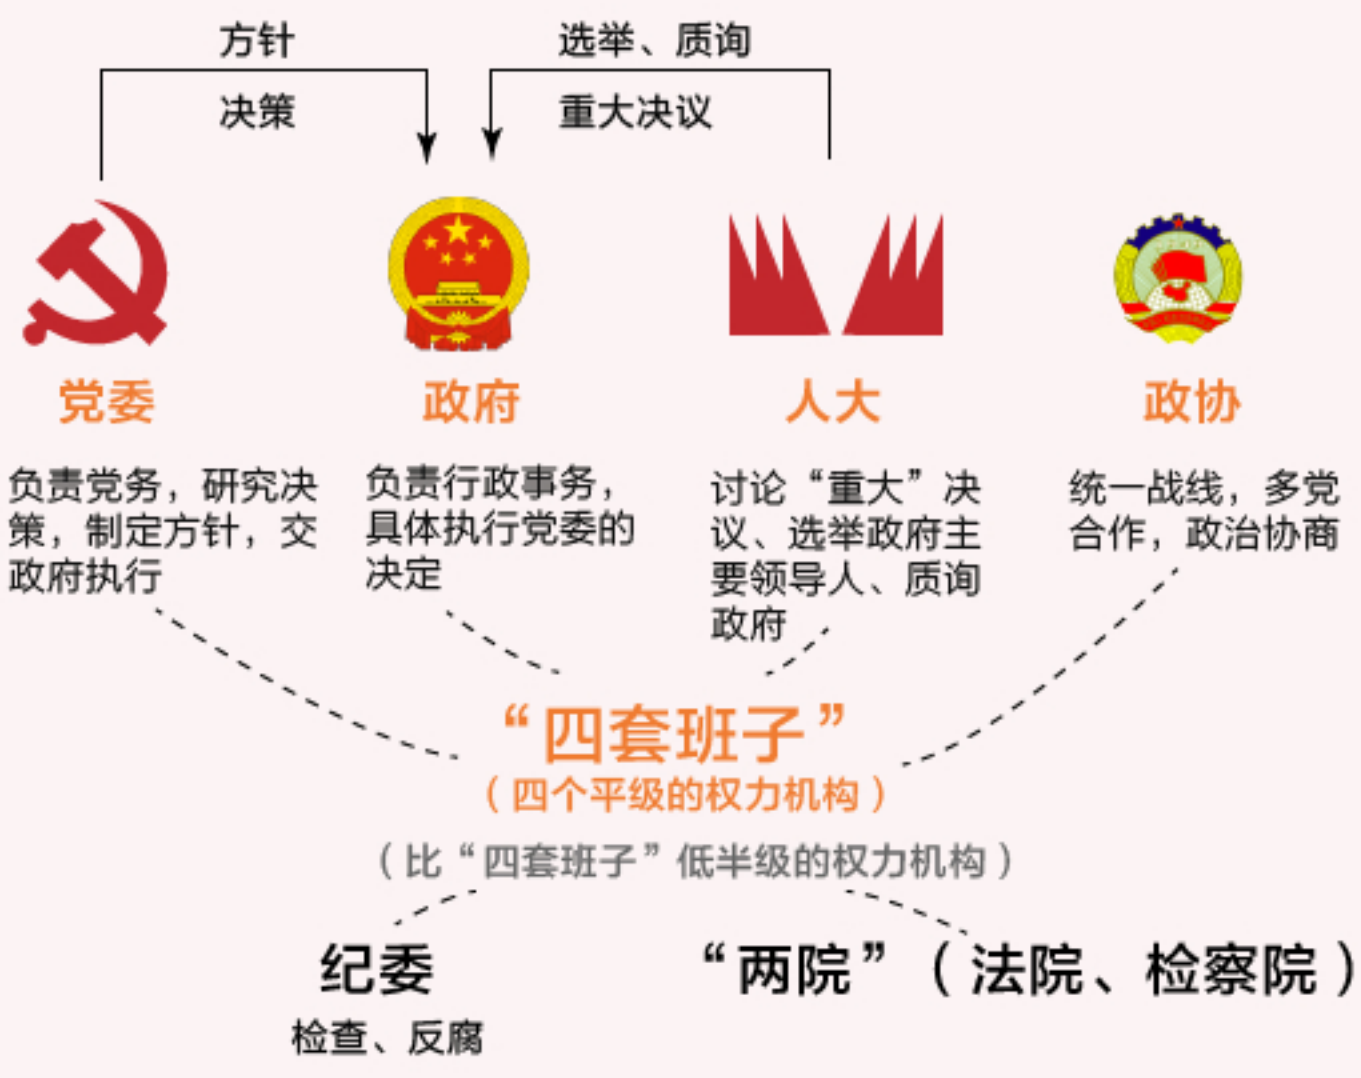 方针
决策
选举、质询
重大决议
党委
政府
人大
政协
负责党务，研究决
策，制定方针，交
政府执行
负责行政事务，
具体执行党委的
决定
讨论“重大”决
议、选举政府主
要领导人、质询
政府
统一战线，多党
合作，政治协商
“四套班子”
（四个平级的权力机构）
（比“四套班子”低半级的权力机构）
纪委
检查、反腐
“两院”（法院、检察院）